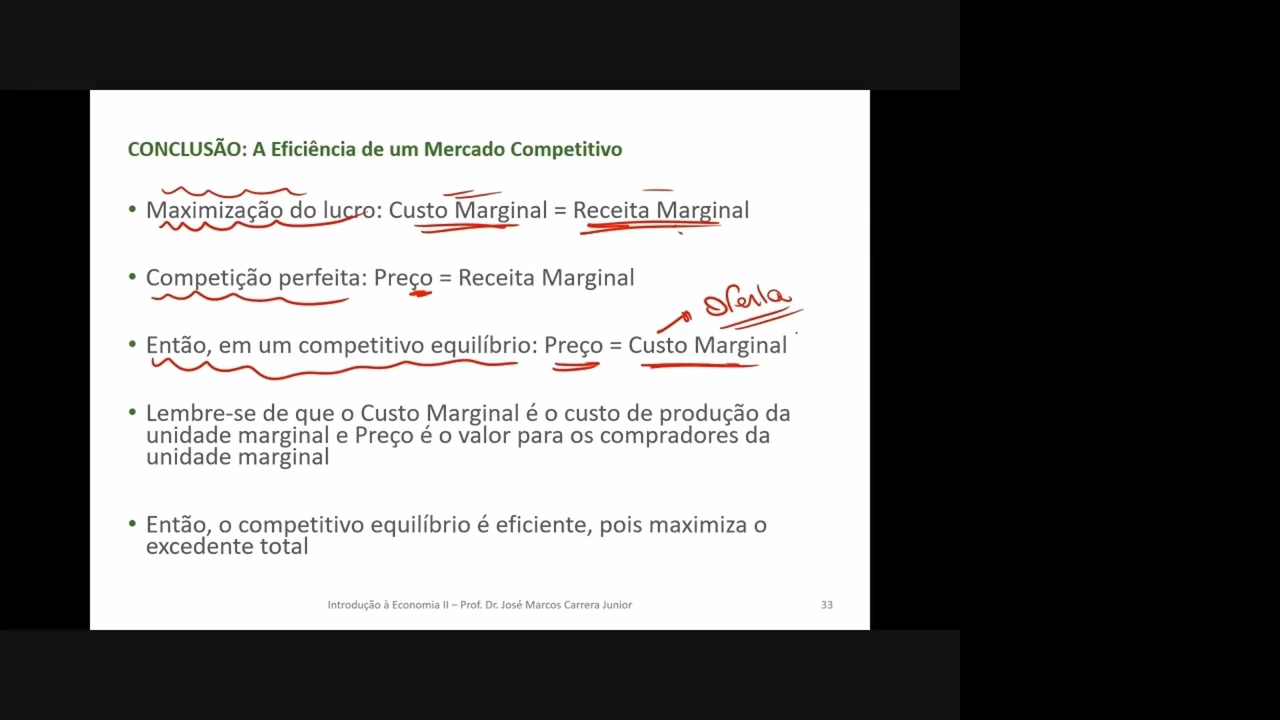 CONCLUSÃO: A Eficiência de um Mercado Competitivo
• Maximização do lucro: Custo Marginal = Receita Marginal
• Competição perfeita: Preço = Receita Marginal
Oferta
• Então, em um competitivo equilíbrio: Preço = Custo Marginal
• Lembre-se de que o Custo Marginal é o custo de produção da
unidade marginal e Preço é o valor para os compradores da
unidade marginal
• Então, o competitivo equilíbrio é eficiente, pois maximiza o
excedente total
Introdução à Economia II – Prof. Dr. José Marcos Carrera Junior
33